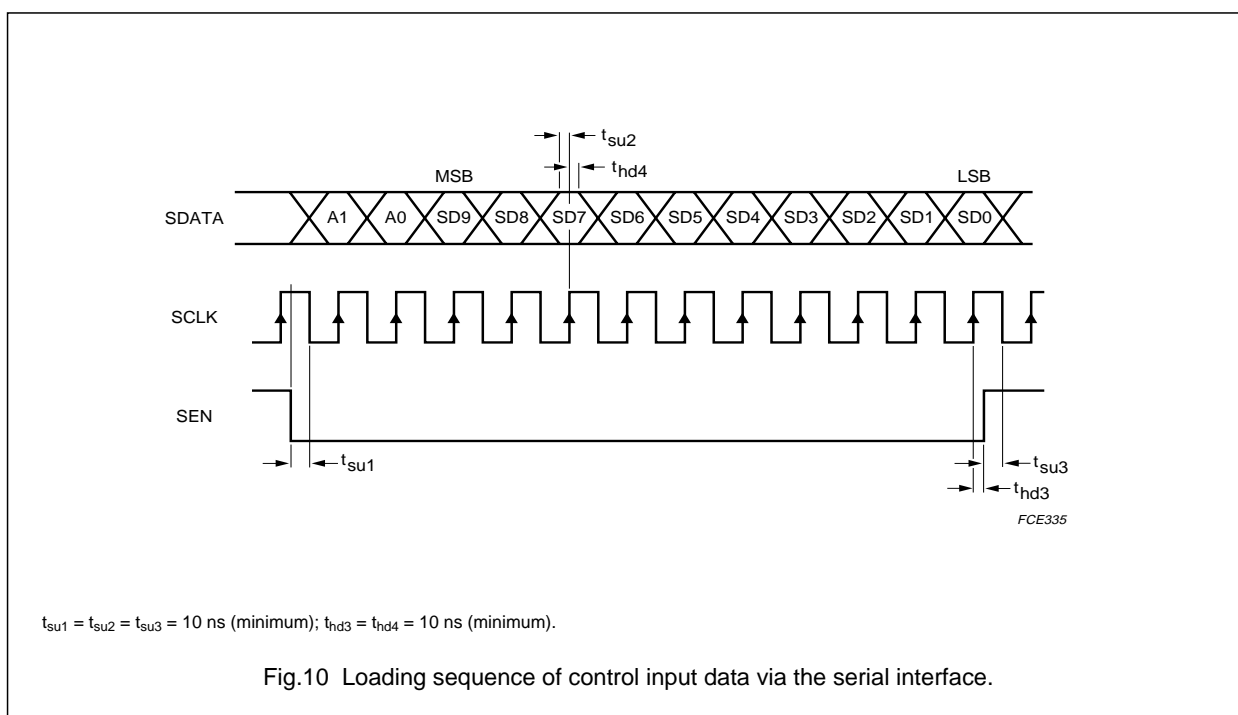 t_su2
t_hd4
MSB LSB
SDATA A1 A0 SD9 SD8 SD7 SD6 SD5 SD4 SD3 SD2 SD1 SD0
SCLK
SEN
t_su1 t_su3
t_hd3
FCE335
t_su1 = t_su2 = t_su3 = 10 ns (minimum); t_hd3 = t_hd4 = 10 ns (minimum).
Fig.10 Loading sequence of control input data via the serial interface.